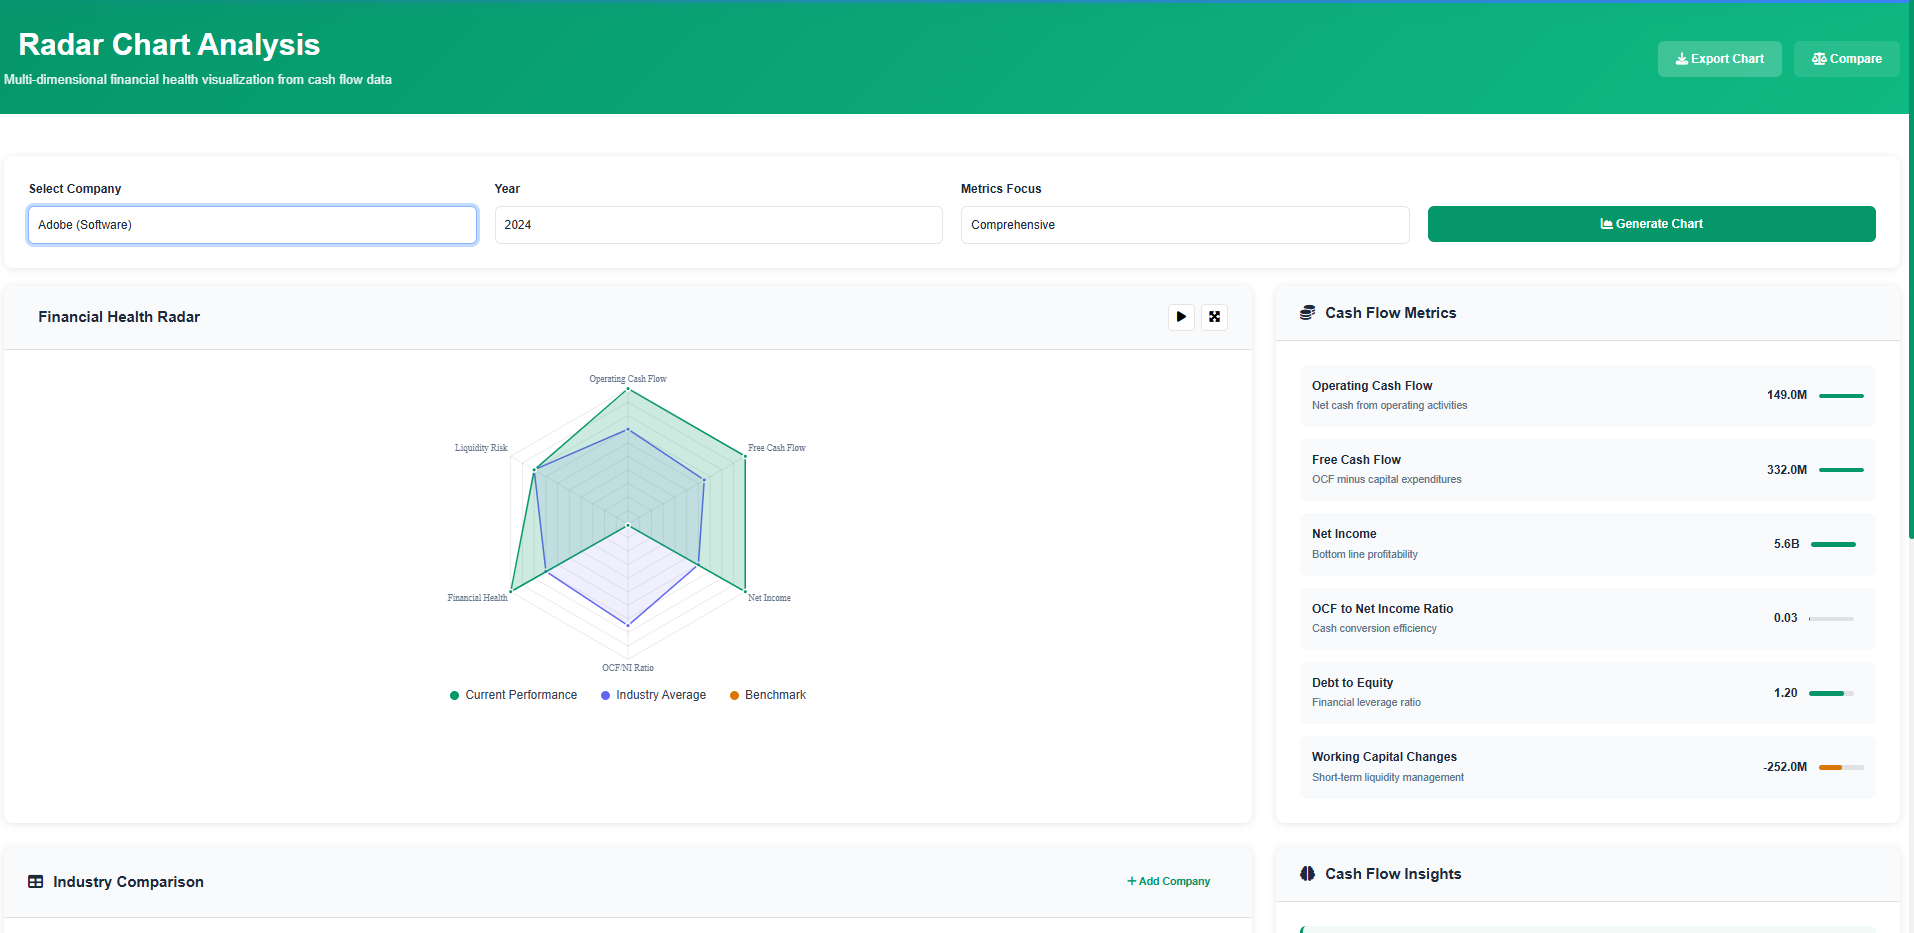 Radar Chart Analysis
Multi-dimensional financial health visualization from cash flow data
Export Chart
Compare
Select Company
Year
Metrics Focus
Adobe (Software)
2024
Comprehensive
Generate Chart
Financial Health Radar
Operating Cash Flow
Liquidity Risk
Free Cash Flow
Financial Health
Net Income
OCF/NI Ratio
Current Performance
Industry Average
Benchmark
Cash Flow Metrics
Operating Cash Flow
149.0M
Net cash from operating activities
Free Cash Flow
332.0M
OCF minus capital expenditures
Net Income
5.6B
Bottom line profitability
OCF to Net Income Ratio
0.03
Cash conversion efficiency
Debt to Equity
1.20
Financial leverage ratio
Working Capital Changes
-252.0M
Short-term liquidity management
Industry Comparison
+ Add Company
Cash Flow Insights